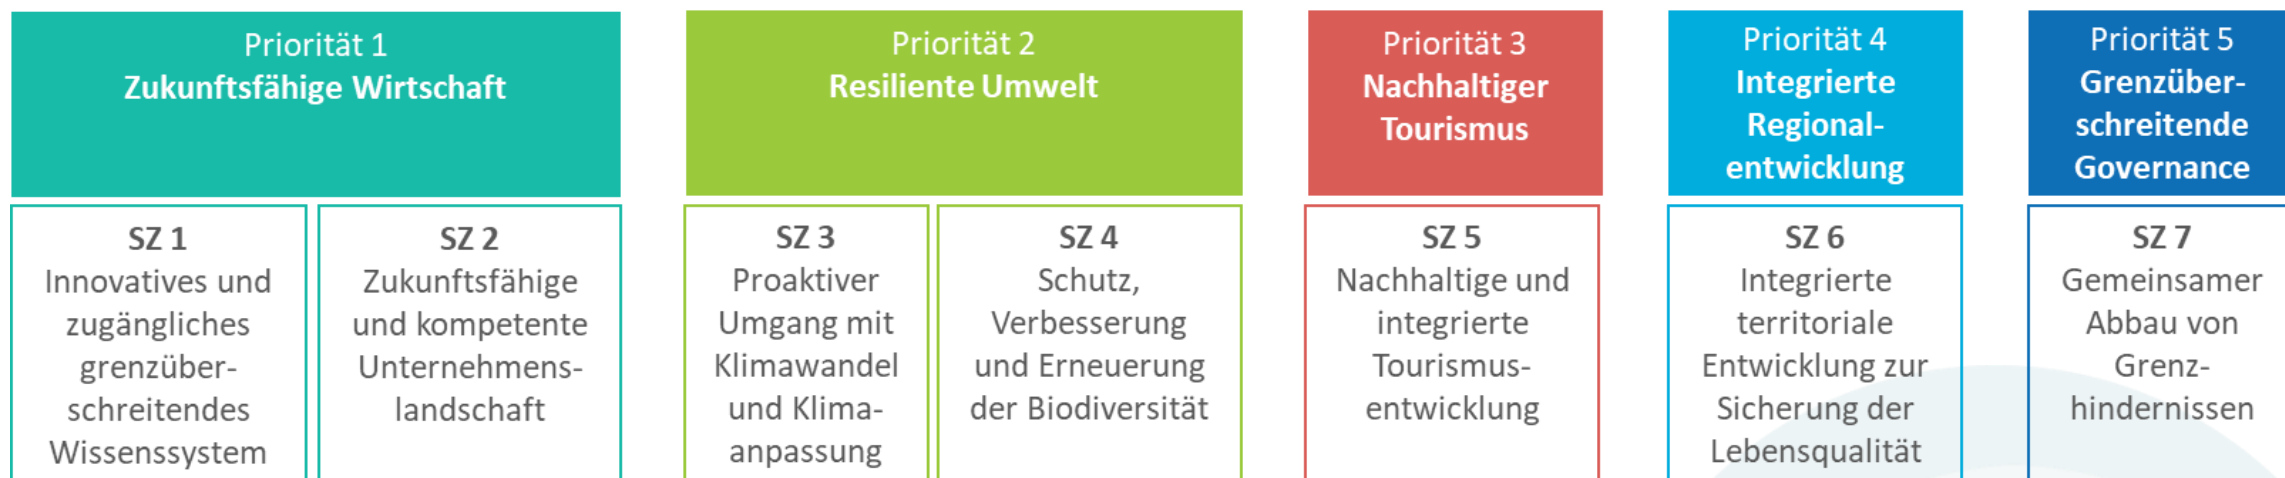 Priorität 1
Zukunftsfähige Wirtschaft
Priorität 2
Resiliente Umwelt
Priorität 3
Nachhaltiger
Tourismus
Priorität 4
Integrierte
Regional-
entwicklung
Priorität 5
Grenzüber-
schreitende
Governance
SZ 1
Innovatives und
zugängliches
grenzüber-
schreitendes
Wissenssystem
SZ 2
Zukunftsfähige
und kompetente
Unternehmens-
landschaft
SZ 3
Proaktiver
Umgang mit
Klimawandel
und Klima-
anpassung
SZ 4
Schutz,
Verbesserung
und Erneuerung
der Biodiversität
SZ 5
Nachhaltige und
integrierte
Tourismus-
entwicklung
SZ 6
Integrierte
territoriale
Entwicklung zur
Sicherung der
Lebensqualität
SZ 7
Gemeinsamer
Abbau von
Grenz-
hindernissen